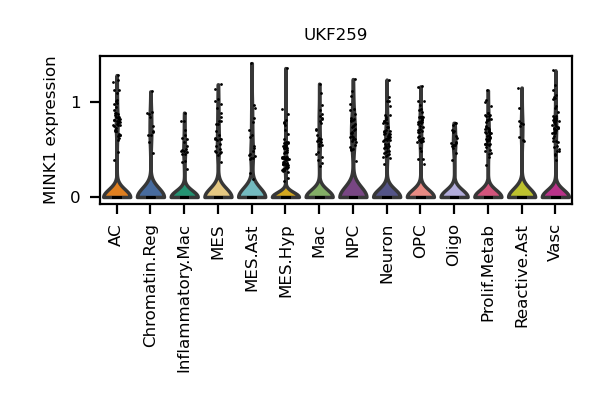 UKF259
MINK1 expression
1
0
AC
Chromatin.Reg
Inflammatory.Mac
MES
MES.Ast
MES.Hyp
Mac
NPC
Neuron
OPC
Oligo
Prolif.Metab
Reactive.Ast
Vasc